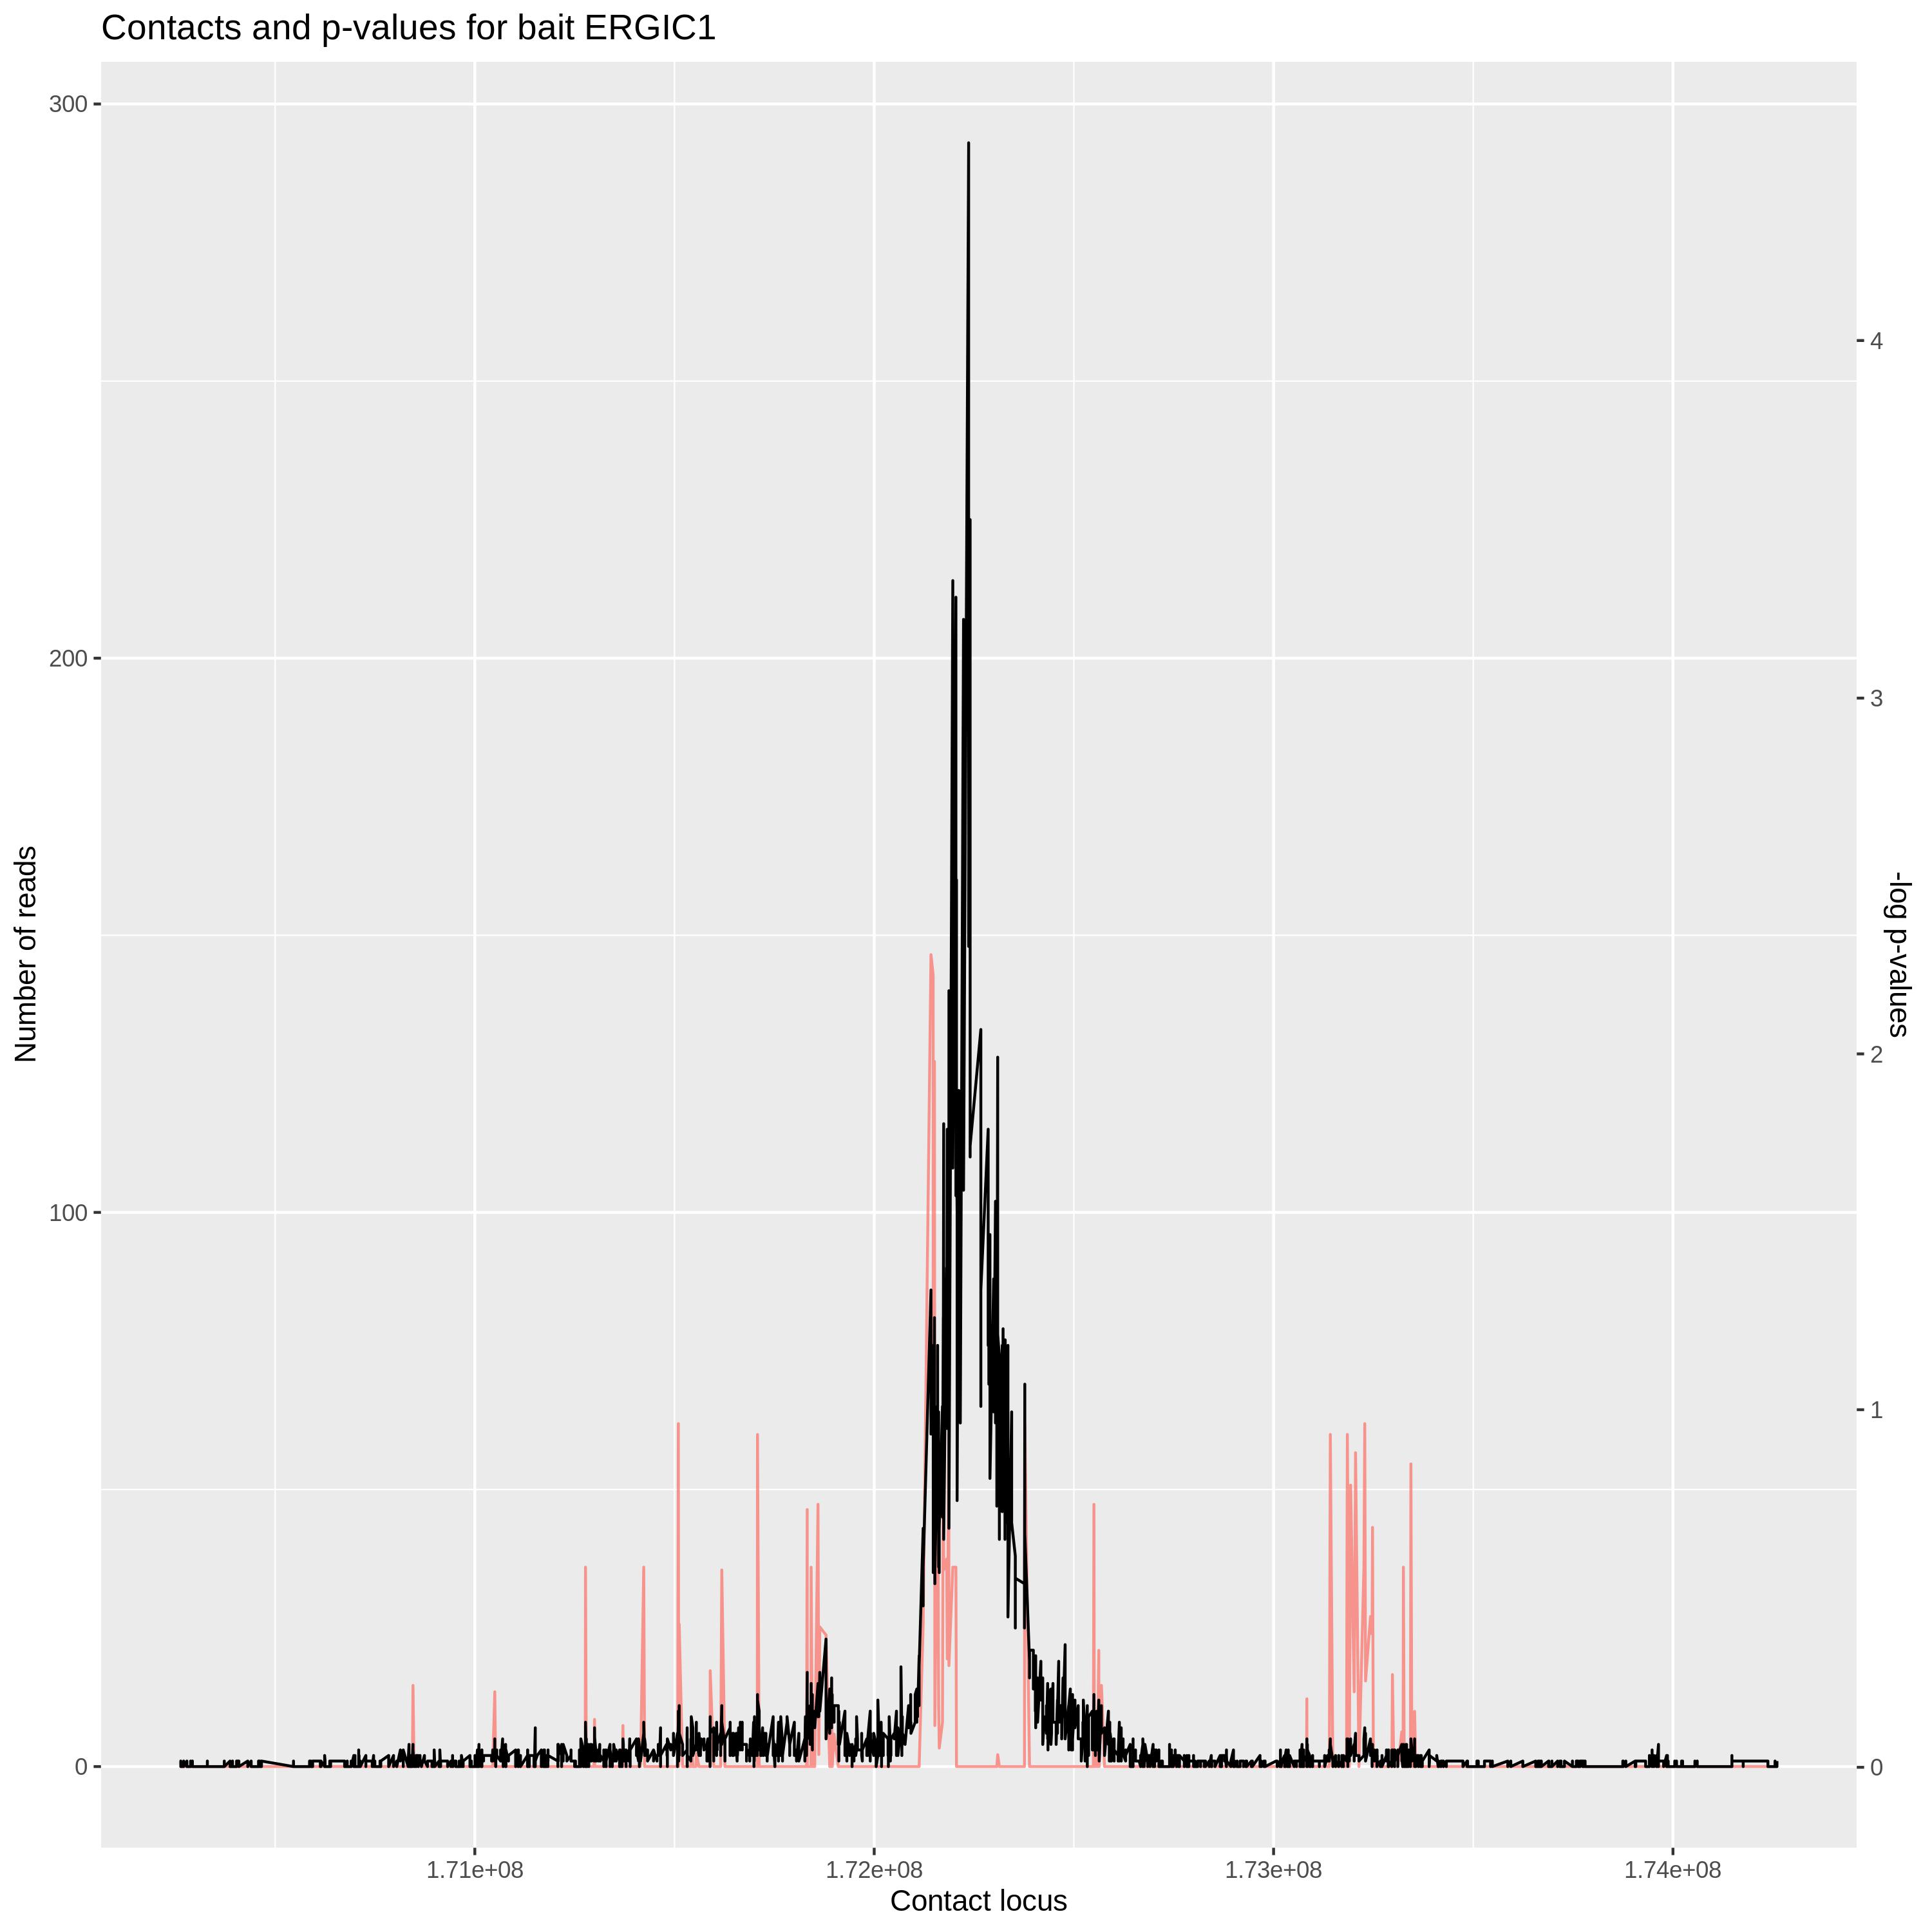 Contacts and p-values for bait ERGIC1
300
200
100
0
Number of reads
4
3
2
1
0
-log p-values
1.71e+08 1.72e+08 1.73e+08 1.74e+08
Contact locus